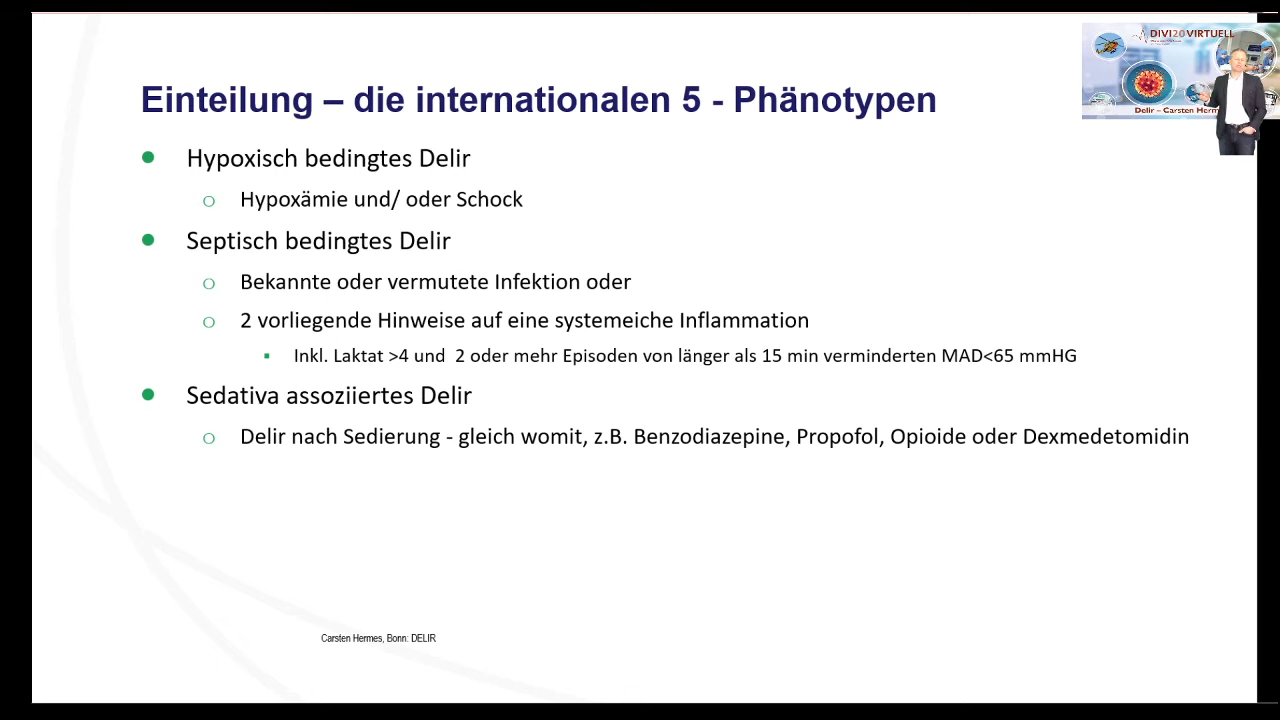 DIVI20VIRTUELL
Einteilung – die internationalen 5 - Phänotypen
Delir – Carsten Herm
Hypoxisch bedingtes Delir
Hypoxämie und/ oder Schock
Septisch bedingtes Delir
Bekannte oder vermutete Infektion oder
2 vorliegende Hinweise auf eine systemeiche Inflammation
Inkl. Laktat >4 und 2 oder mehr Episoden von länger als 15 min verminderten MAD<65 mmHG
Sedativa assoziiertes Delir
Delir nach Sedierung - gleich womit, z.B. Benzodiazepine, Propofol, Opioide oder Dexmedetomidin
Carsten Hermes, Bonn: DELIR